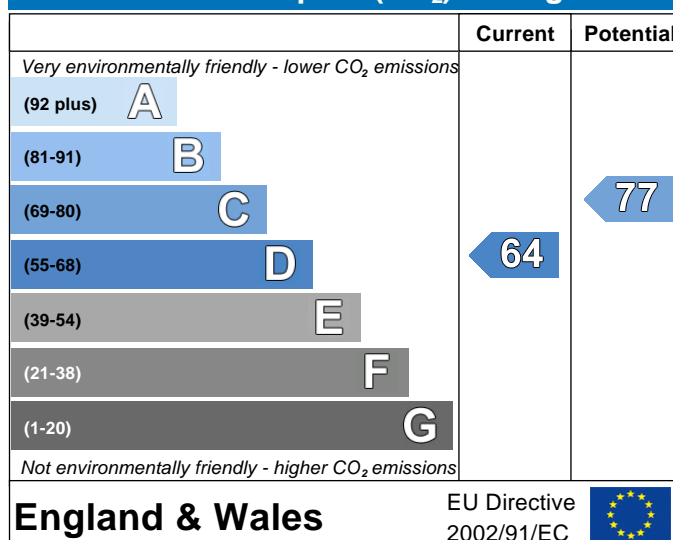 Current Potential
Very environmentally friendly - lower CO₂ emissions
(92 plus) A
(81-91) B
(69-80) C
77
(55-68) D
64
(39-54) E
(21-38) F
(1-20) G
Not environmentally friendly - higher CO₂ emissions
England & Wales
EU Directive
2002/91/EC